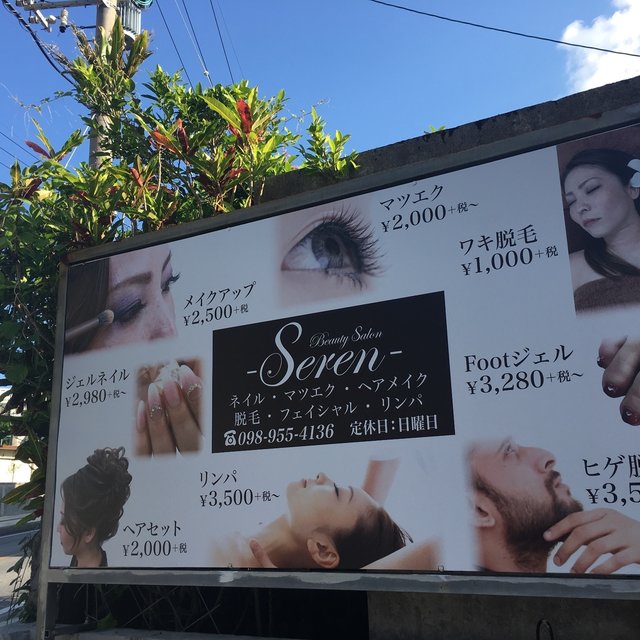 マツエク
¥2,000+税~
ワキ脱毛
¥1,000+税
メイクアップ
¥2,500+税
Beauty Salon
-Seren-
ネイル・マツエク・ヘアメイク
脱毛・フェイシャル・リンパ
☎098-955-4136 定休日:日曜日
ジェルネイル
¥2,980+税~
Footジェル
¥3,280+税~
リンパ
¥3,500+税~
ヘアセット
¥2,000+税~
ヒゲ脱